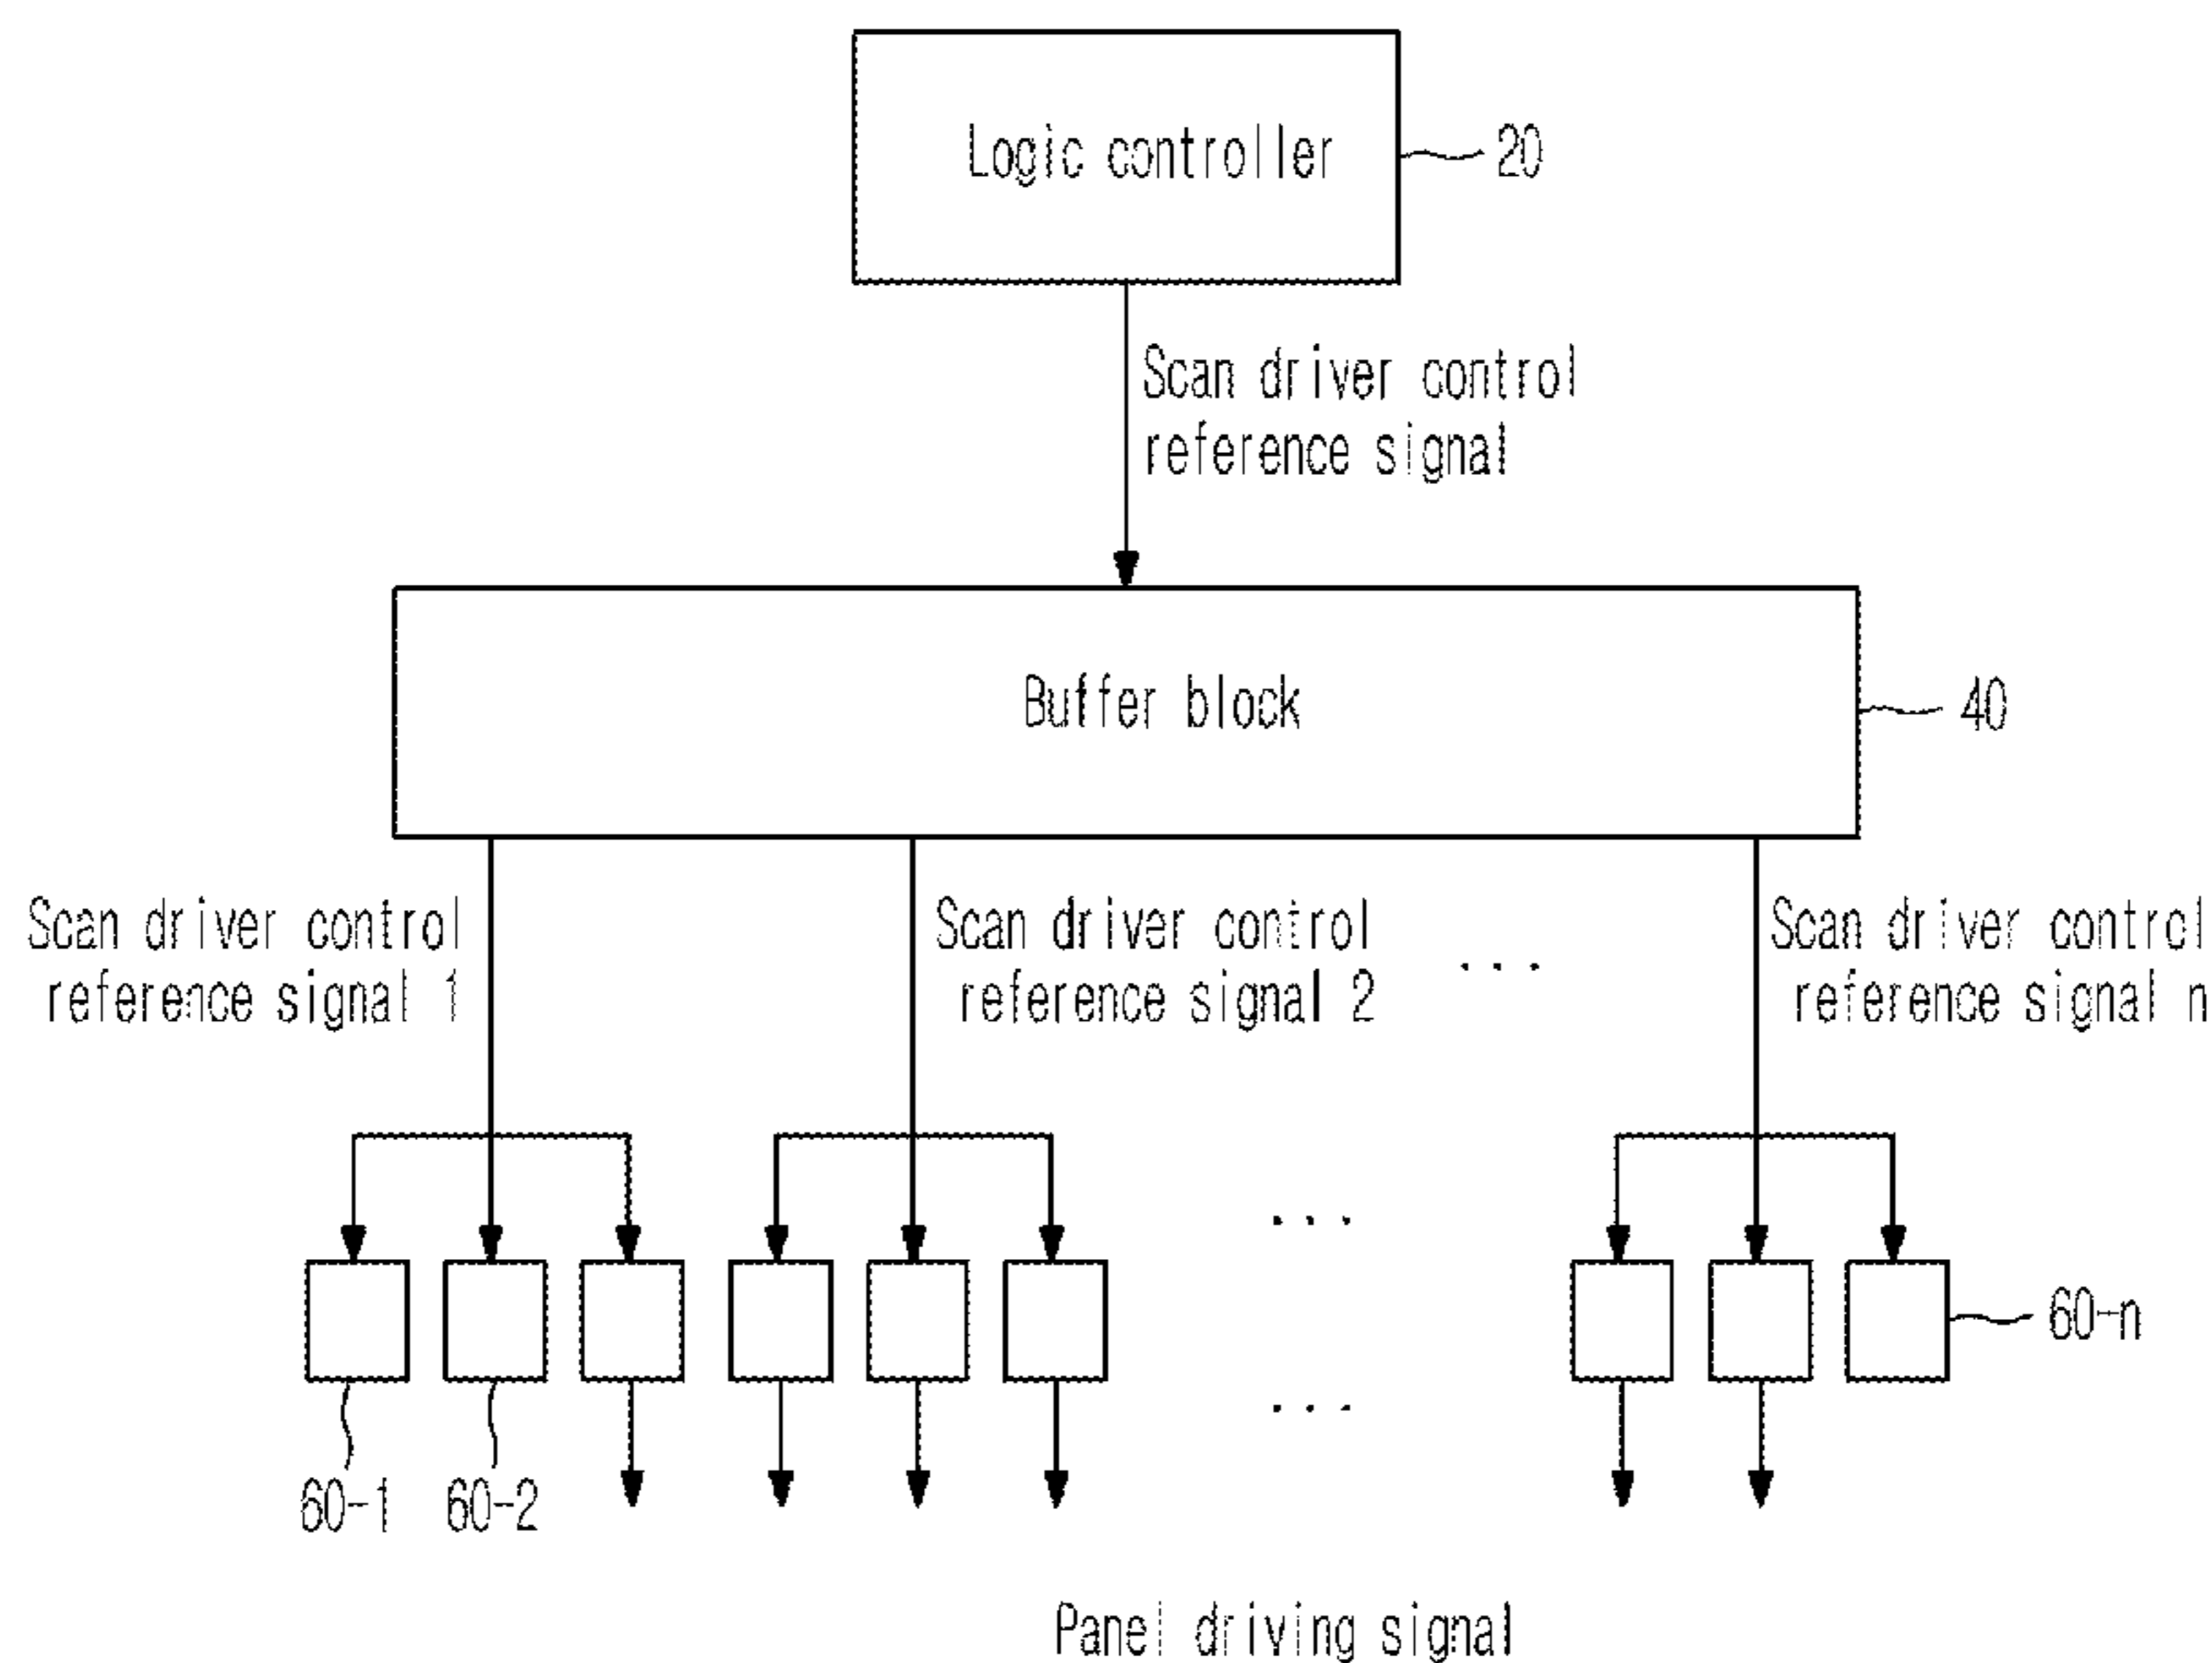 Logic controller
20
Scan driver control
reference signal
Buffer block
40
Scan driver control
reference signal 1
Scan driver control
reference signal 2
...
Scan driver control
reference signal n
...
60-n
...
60-1
60-2
Panel driving signal